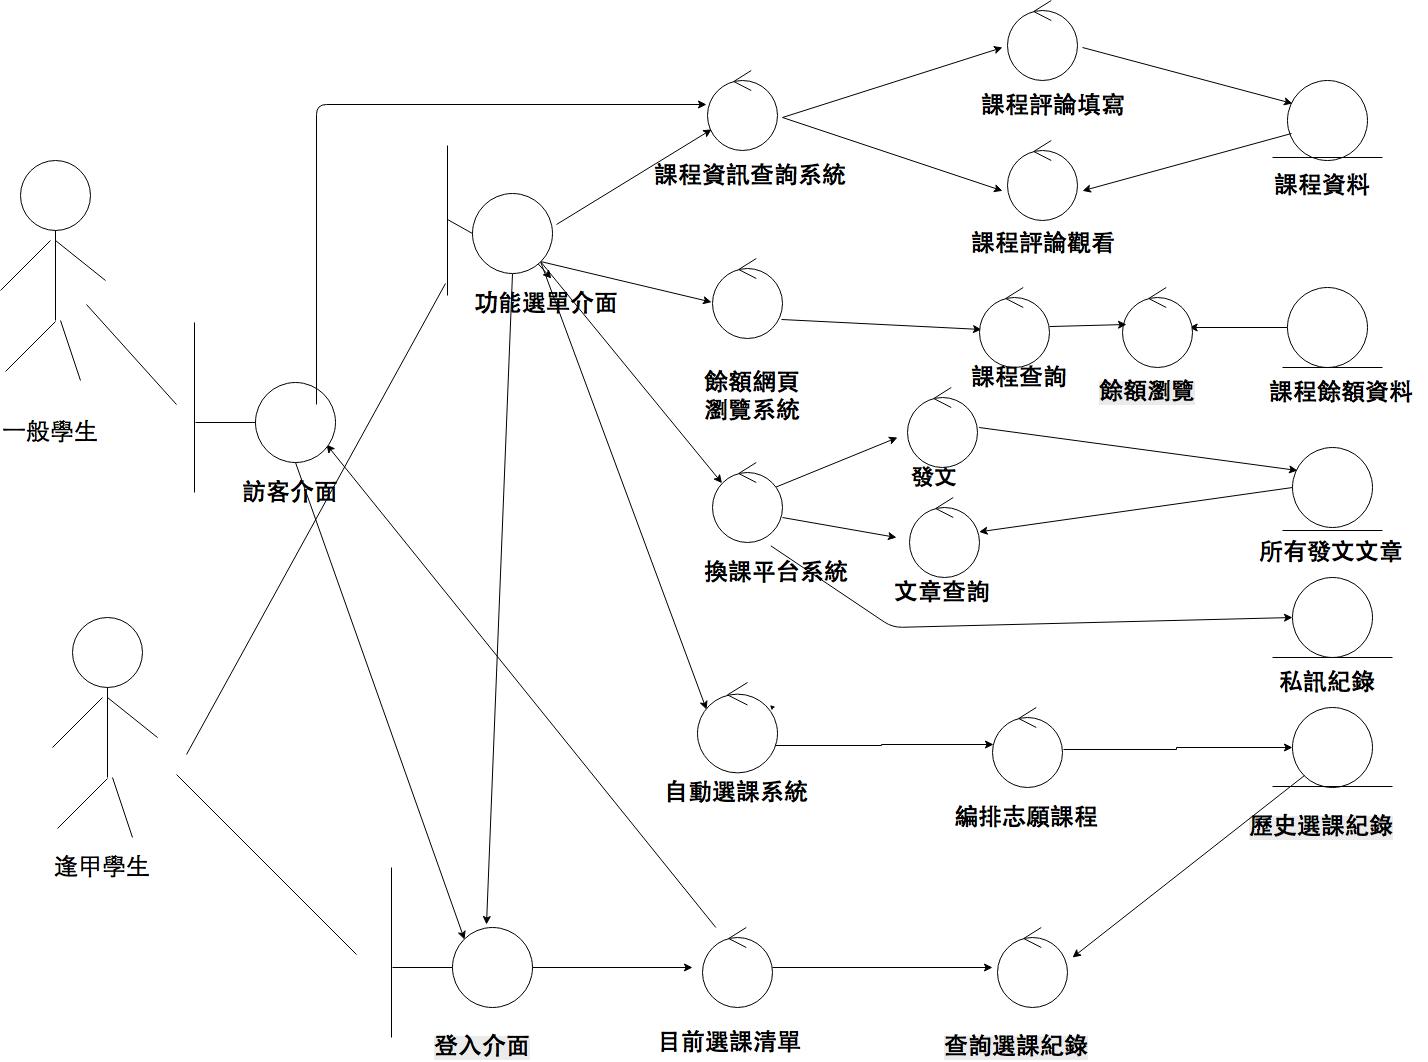 課程評論填寫
課程資訊查詢系統
課程資料
課程評論觀看
功能選單介面
餘額網頁
瀏覽系統
課程查詢
餘額瀏覽
課程餘額資料
一般學生
訪客介面
發文
所有發文文章
換課平台系統
文章查詢
私訊紀錄
自動選課系統
編排志願課程
歷史選課紀錄
逢甲學生
登入介面
目前選課清單
查詢選課紀錄